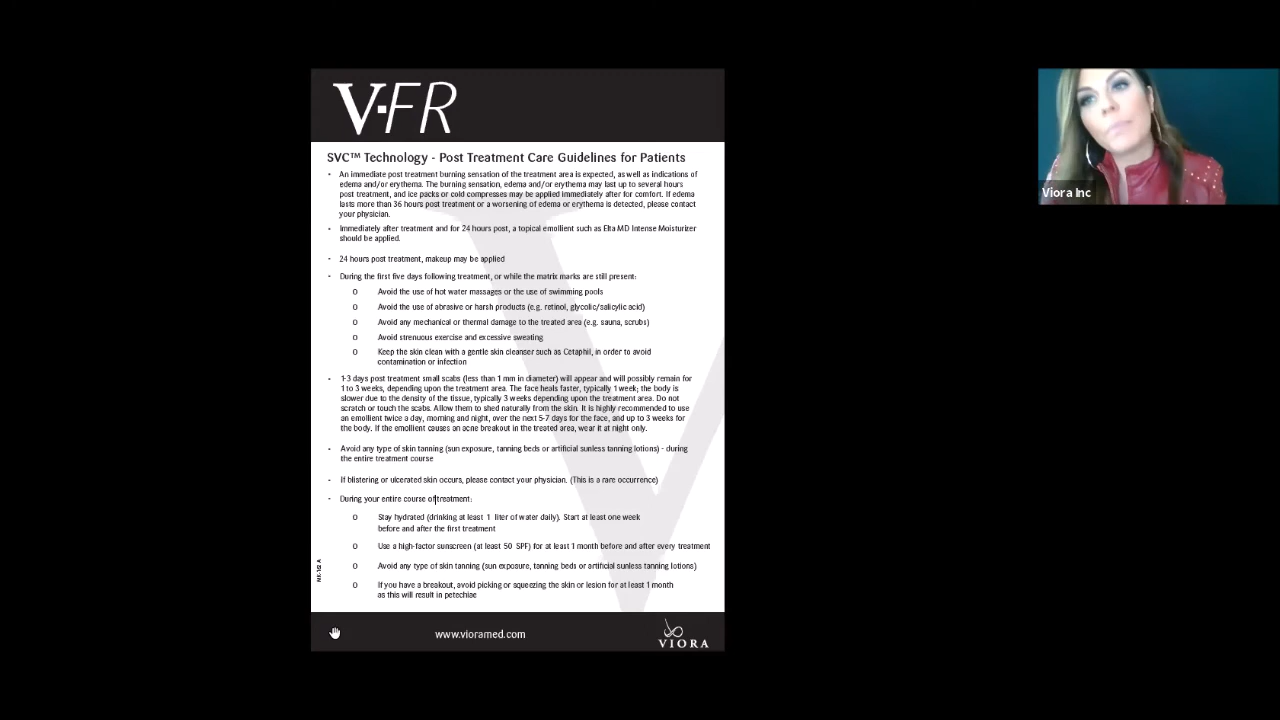 V·FR
SVC™ Technology - Post Treatment Care Guidelines for Patients
- An immediate post treatment burning sensation of the treatment area is expected, as well as indications of
edema and/or erythema. The burning sensation, edema and/or erythema may last up to several hours
post treatment, and ice packs or cold compresses may be applied immediately after for comfort. If edema
lasts more than 36 hours post treatment or a worsening of edema or erythema is detected, please contact
your physician.
- Immediately after treatment and for 24 hours post, a topical emollient such as Elta MD Intense Moisturizer
should be applied.
- 24 hours post treatment, makeup may be applied
- During the first five days following treatment, or while the matrix marks are still present:
o Avoid the use of hot water massages or the use of swimming pools
o Avoid the use of abrasive or harsh products (e.g. retinol, glycolic/salicylic acid)
o Avoid any mechanical or thermal damage to the treated area (e.g. sauna, scrubs)
o Avoid strenuous exercise and excessive sweating
o Keep the skin clean with a gentle skin cleanser such as Cetaphil, in order to avoid
contamination or infection
- 1-3 days post treatment small scabs (less than 1 mm in diameter) will appear and will possibly remain for
1 to 3 weeks, depending upon the treatment area. The face heals faster, typically 1 week; the body is
slower due to the density of the tissue, typically 3 weeks depending upon the treatment area. Do not
scratch or touch the scabs. Allow them to shed naturally from the skin. It is highly recommended to use
an emollient twice a day, morning and night, over the next 5-7 days for the face, and up to 3 weeks for
the body. If the emollient causes an acne breakout in the treated area, wear it at night only.
- Avoid any type of skin tanning (sun exposure, tanning beds or artificial sunless tanning lotions) - during
the entire treatment course
- If blistering or ulcerated skin occurs, please contact your physician. (This is a rare occurrence)
- During your entire course of treatment:
o Stay hydrated (drinking at least 1 liter of water daily). Start at least one week
before and after the first treatment
o Use a high-factor sunscreen (at least 50 SPF) for at least 1 month before and after every treatment
o Avoid any type of skin tanning (sun exposure, tanning beds or artificial sunless tanning lotions)
o If you have a breakout, avoid picking or squeezing the skin or lesion for at least 1 month
as this will result in petechiae
www.vioramed.com
VIORA
Viora Inc